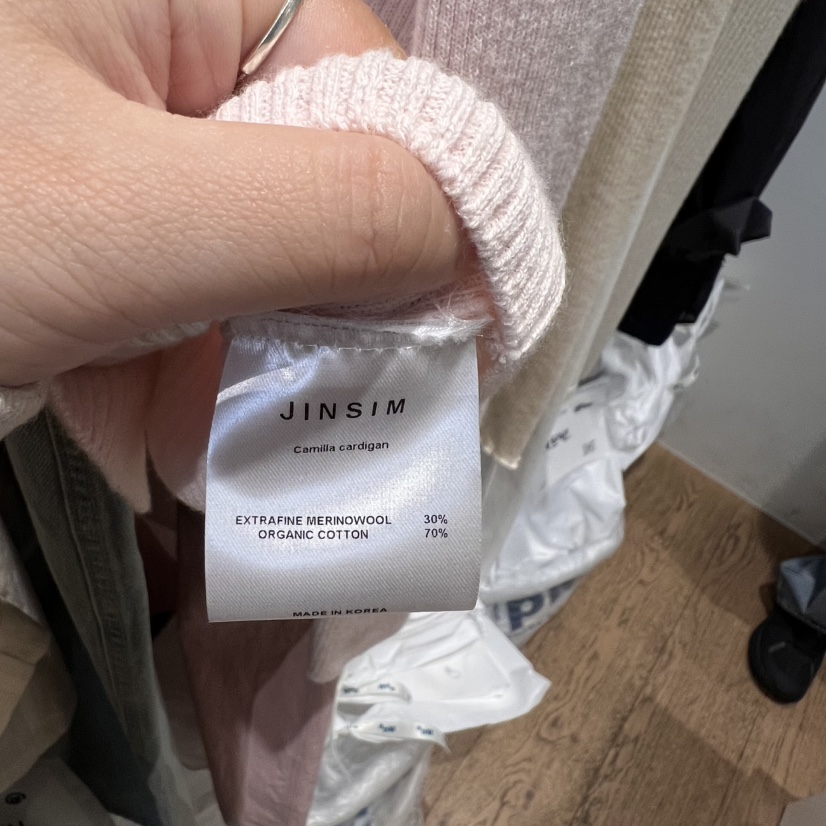 JINSIM
Camilla cardigan
EXTRAFINE MERINOWOOL 30%
ORGANIC COTTON 70%
MADE IN KOREA